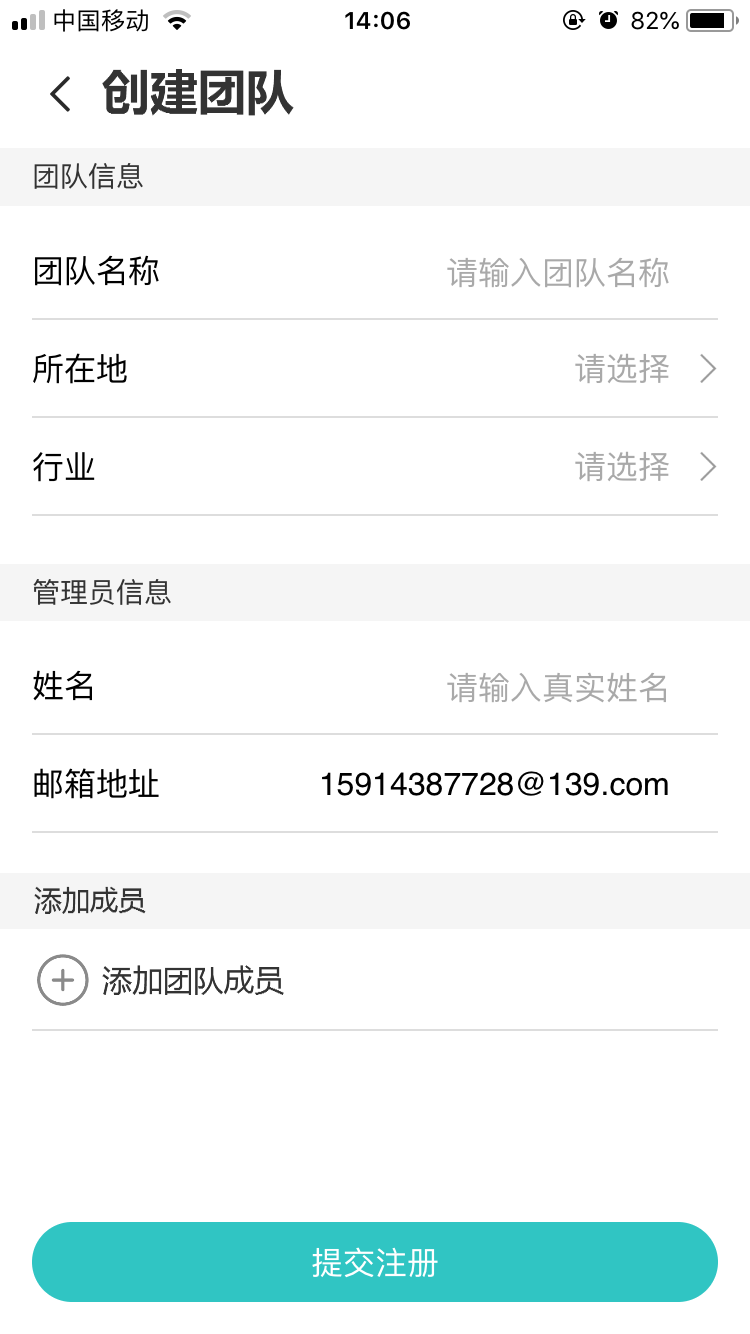 中国移动 14:06 82%
创建团队
团队信息
团队名称 请输入团队名称
所在地 请选择
行业 请选择
管理员信息
姓名 请输入真实姓名
邮箱地址 15914387728@139.com
添加成员
添加团队成员
提交注册